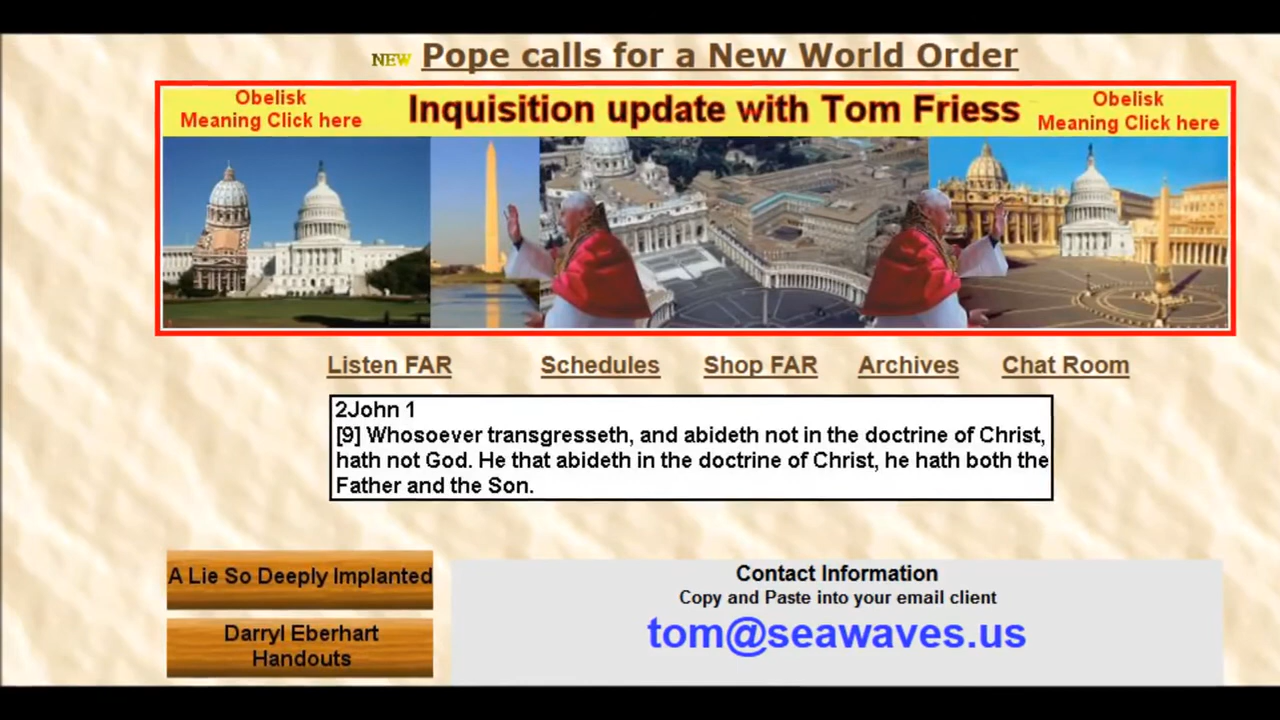 NEW Pope calls for a New World Order
Obelisk
Meaning Click here
Inquisition update with Tom Friess
Obelisk
Meaning Click here
Listen FAR Schedules Shop FAR Archives Chat Room
2John 1
[9] Whosoever transgresseth, and abideth not in the doctrine of Christ,
hath not God. He that abideth in the doctrine of Christ, he hath both the
Father and the Son.
A Lie So Deeply Implanted
Darryl Eberhart
Handouts
Contact Information
Copy and Paste into your email client
tom@seawaves.us